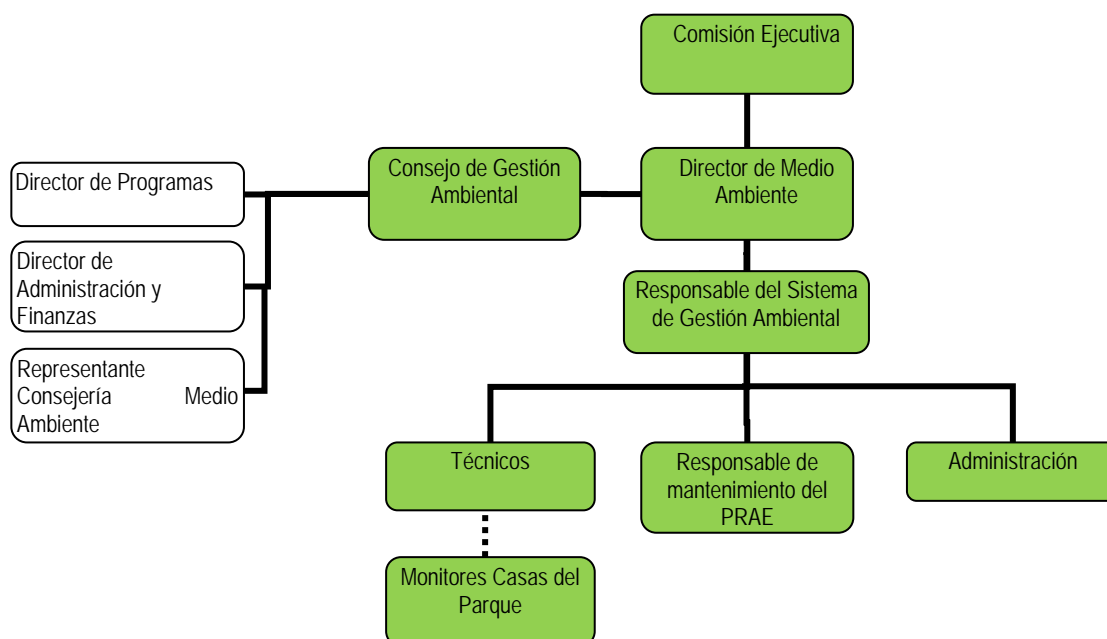 Comisión Ejecutiva
Director de Programas
Consejo de Gestión
Ambiental
Director de Medio
Ambiente
Director de
Administración y
Finanzas
Responsable del Sistema
de Gestión Ambiental
Representante
Consejería Medio
Ambiente
Técnicos
Responsable de
mantenimiento del
PRAE
Administración
Monitores Casas del
Parque